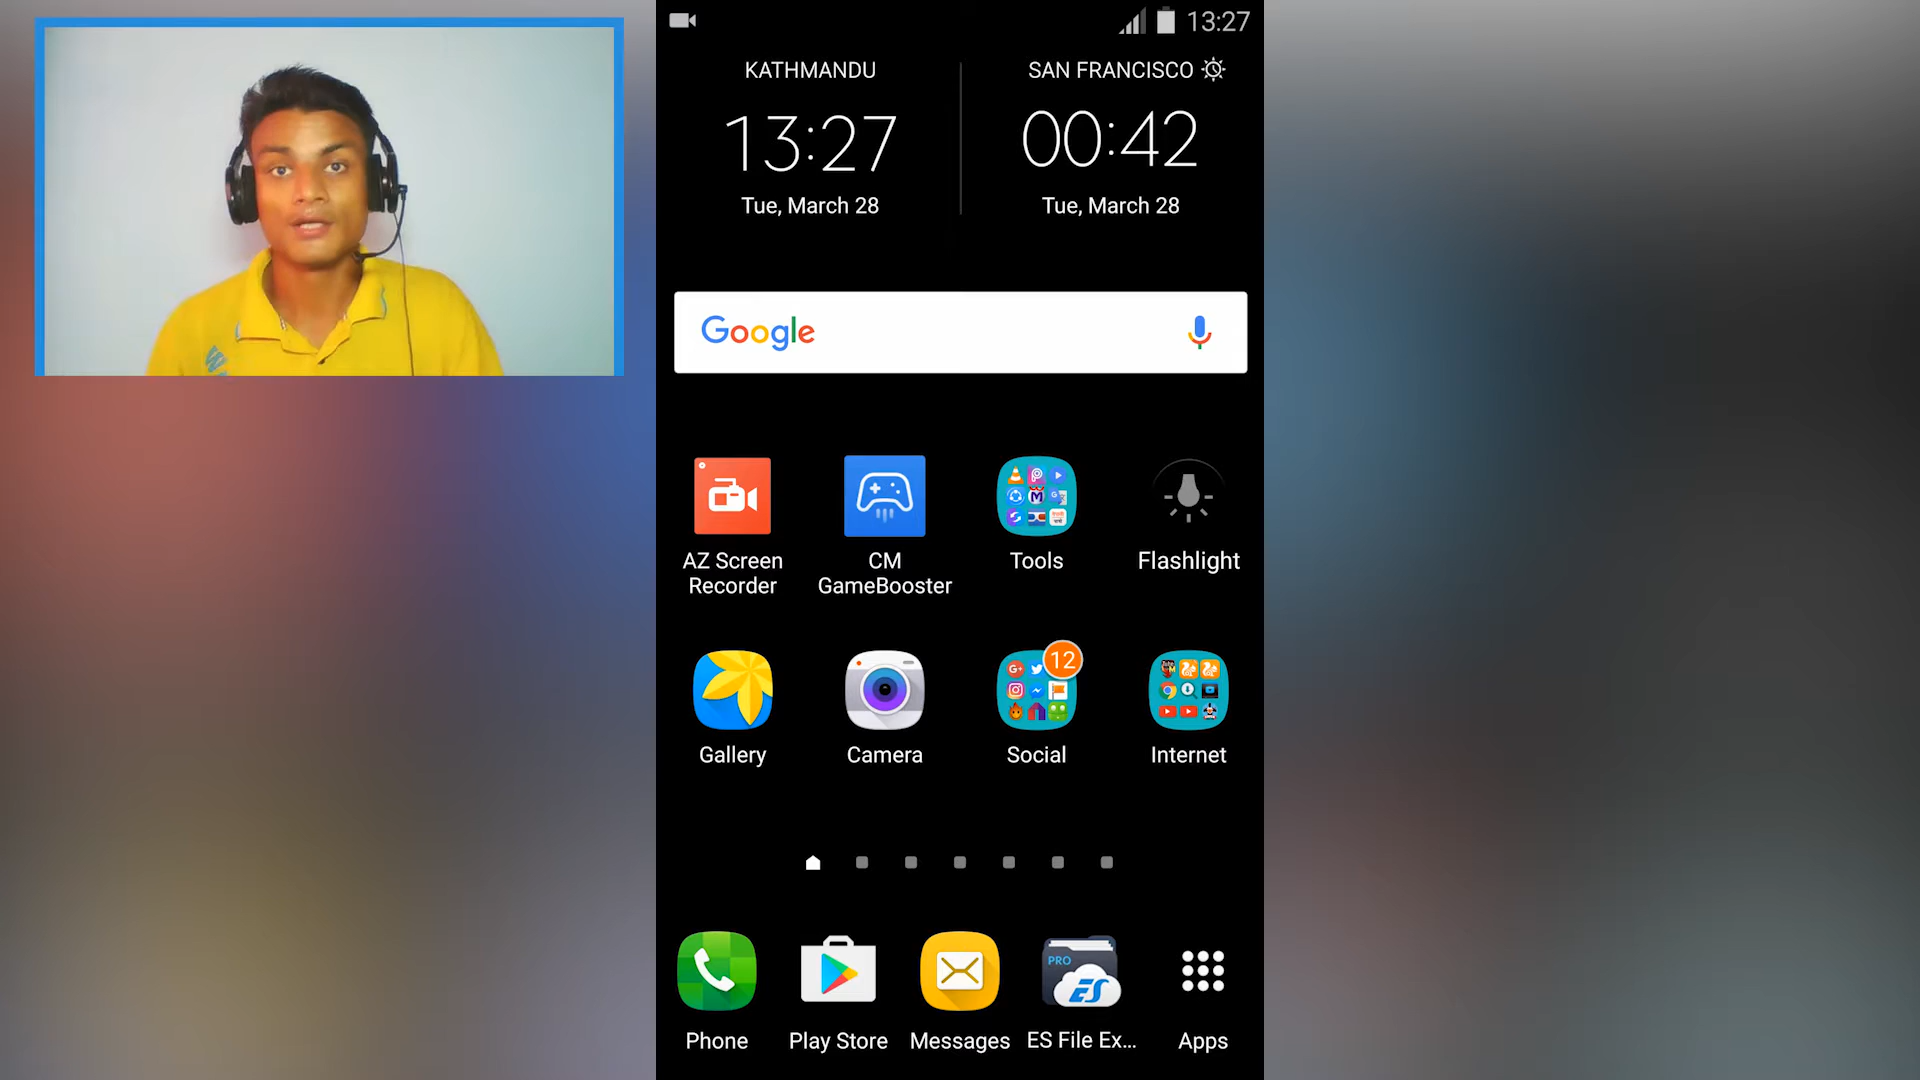 13:27
KATHMANDU
13:27
Tue, March 28
SAN FRANCISCO
00:42
Tue, March 28
Google
AZ Screen
Recorder
CM
GameBooster
Tools
Flashlight
12
Gallery
Camera
Social
Internet
PRO
ES
Phone
Play Store
Messages
ES File Ex...
Apps